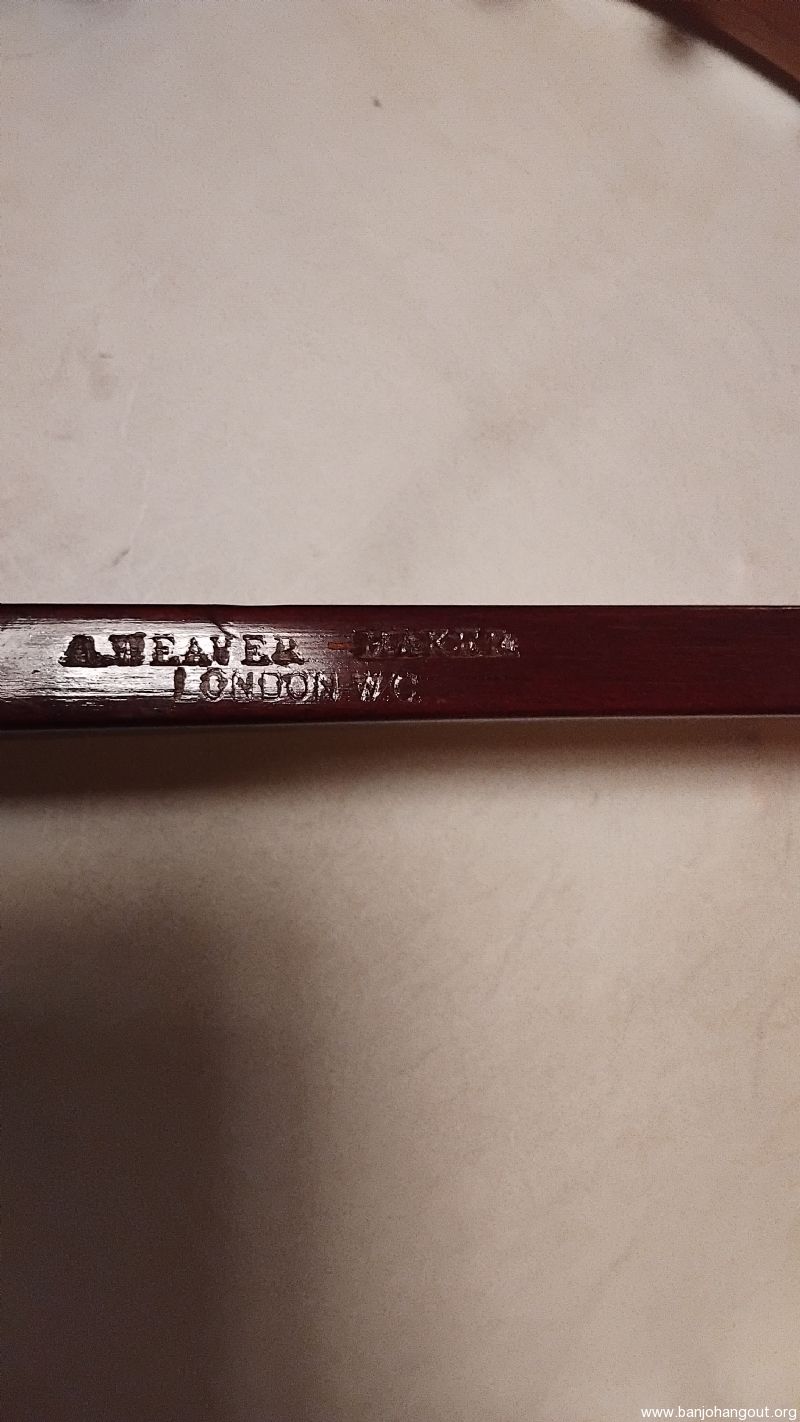 A.WEAVER - MAKER
LONDON W.C.
www.banjohangout.org